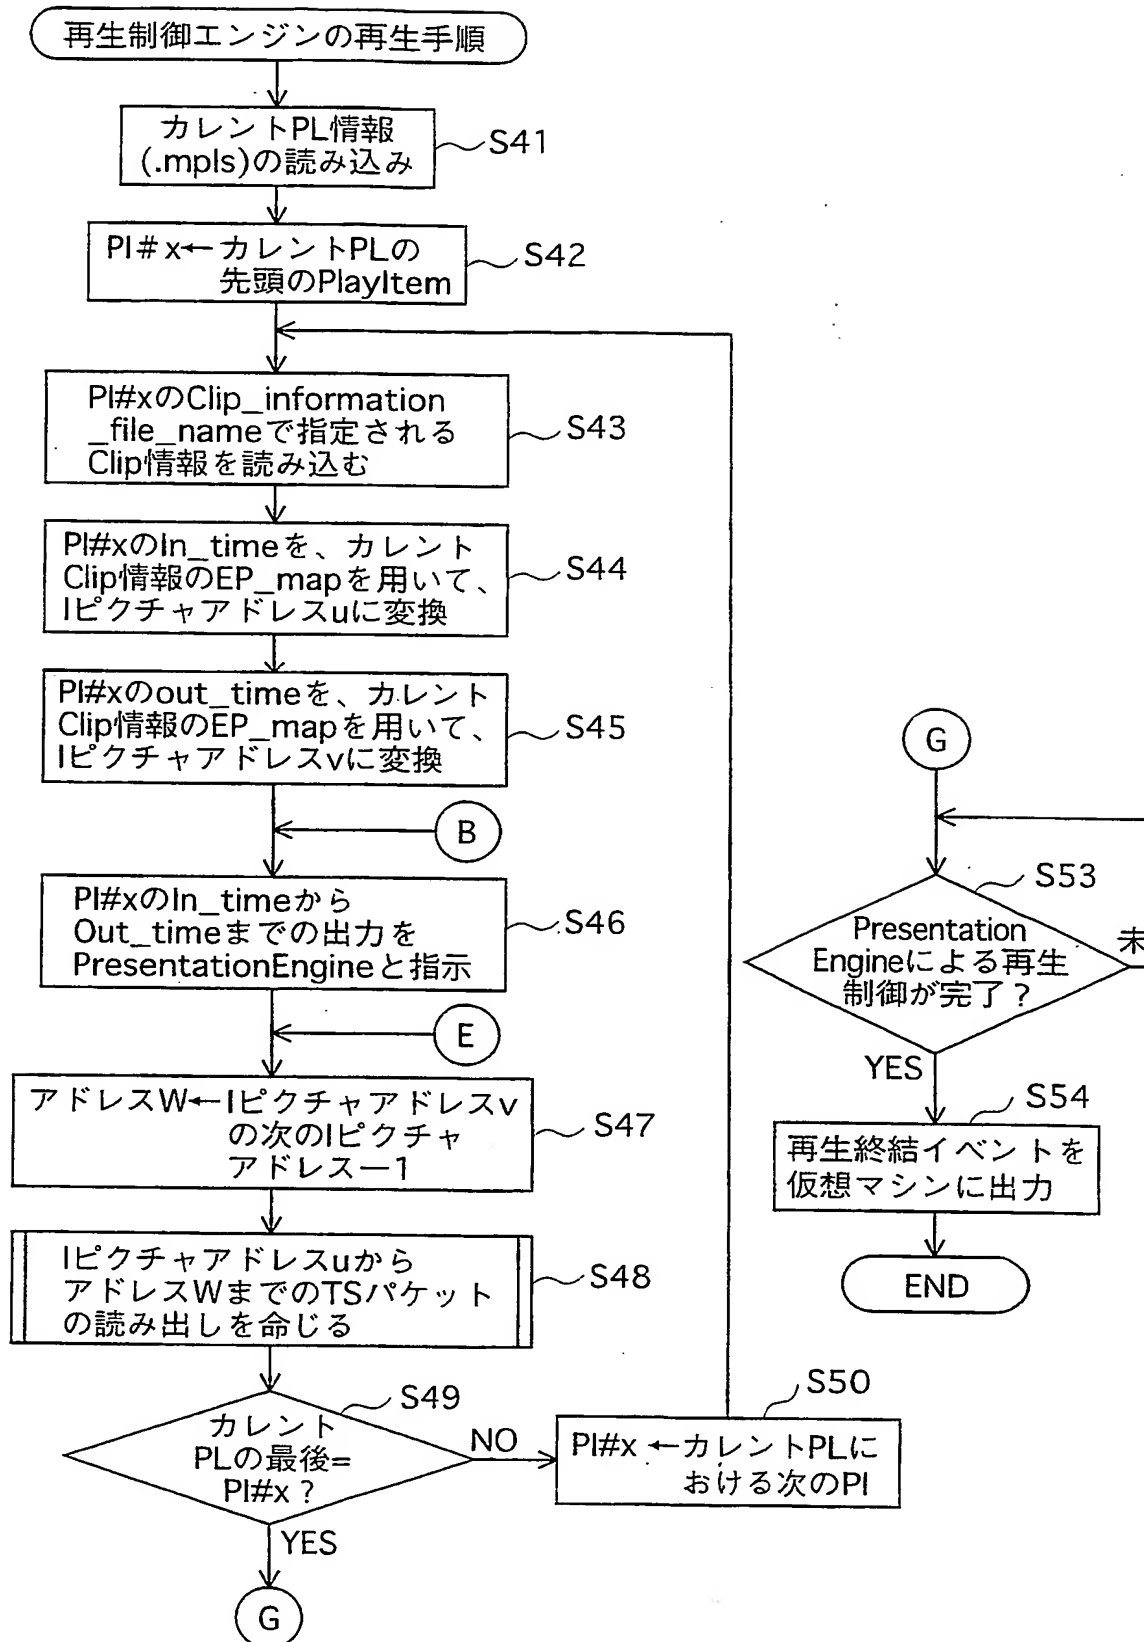 再生制御エンジンの再生手順
カレントPL情報
(.mpls)の読み込み
S41
PI#x←カレントPLの
先頭のPlayItem
S42
PI#xのClip_information
_file_nameで指定される
Clip情報を読み込む
S43
PI#xのIn_timeを、カレント
Clip情報のEP_mapを用いて、
Iピクチャアドレスuに変換
S44
PI#xのout_timeを、カレント
Clip情報のEP_mapを用いて、
Iピクチャアドレスvに変換
S45
B
PI#xのIn_timeから
Out_timeまでの出力を
PresentationEngineと指示
S46
E
アドレスW←Iピクチャアドレスv
の次のIピクチャ
アドレスー1
S47
Iピクチャアドレスuから
アドレスWまでのTSパケット
の読み出しを命じる
S48
カレント
PLの最後=
PI#x?
S49
NO
YES
G
PI#x ←カレントPLに
おける次のPI
S50
G
Presentation
Engineによる再生
制御が完了?
S53
未
YES
再生終結イベントを
仮想マシンに出力
S54
END